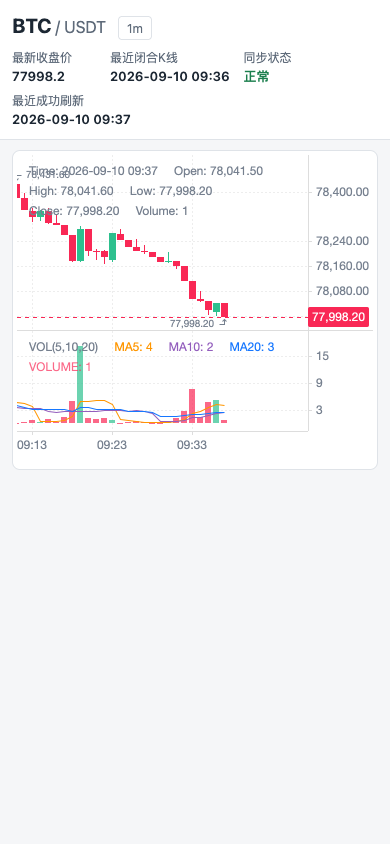 BTC / USDT 1m
最新收盘价 最近闭合K线 同步状态
77998.2 2026-09-10 09:36 正常
最近成功刷新
2026-09-10 09:37
Time: 2026-09-10 09:37 Open: 78,041.50
High: 78,041.60 Low: 77,998.20
Close: 77,998.20 Volume: 1
78,400.00
78,240.00
78,160.00
78,080.00
77,998.20
77,998.20
VOL(5,10,20) MA5: 4 MA10: 2 MA20: 3
VOLUME: 1
15
9
3
09:13 09:23 09:33